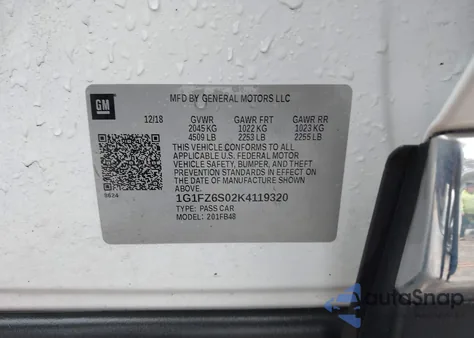 MFD BY GENERAL MOTORS LLC
GM
12/18 GVWR GAWR FRT GAWR RR
2045 KG 1022 KG 1023 KG
4509 LB 2253 LB 2255 LB
THIS VEHICLE CONFORMS TO ALL
APPLICABLE U.S. FEDERAL MOTOR
VEHICLE SAFETY, BUMPER, AND THEFT
PREVENTION STANDARDS IN EFFECT ON
THE DATE OF MANUFACTURE SHOWN ABOVE.
1G1FZ6S02K4119320
TYPE: PASS CAR
MODEL: 201FB48
AutoSnap